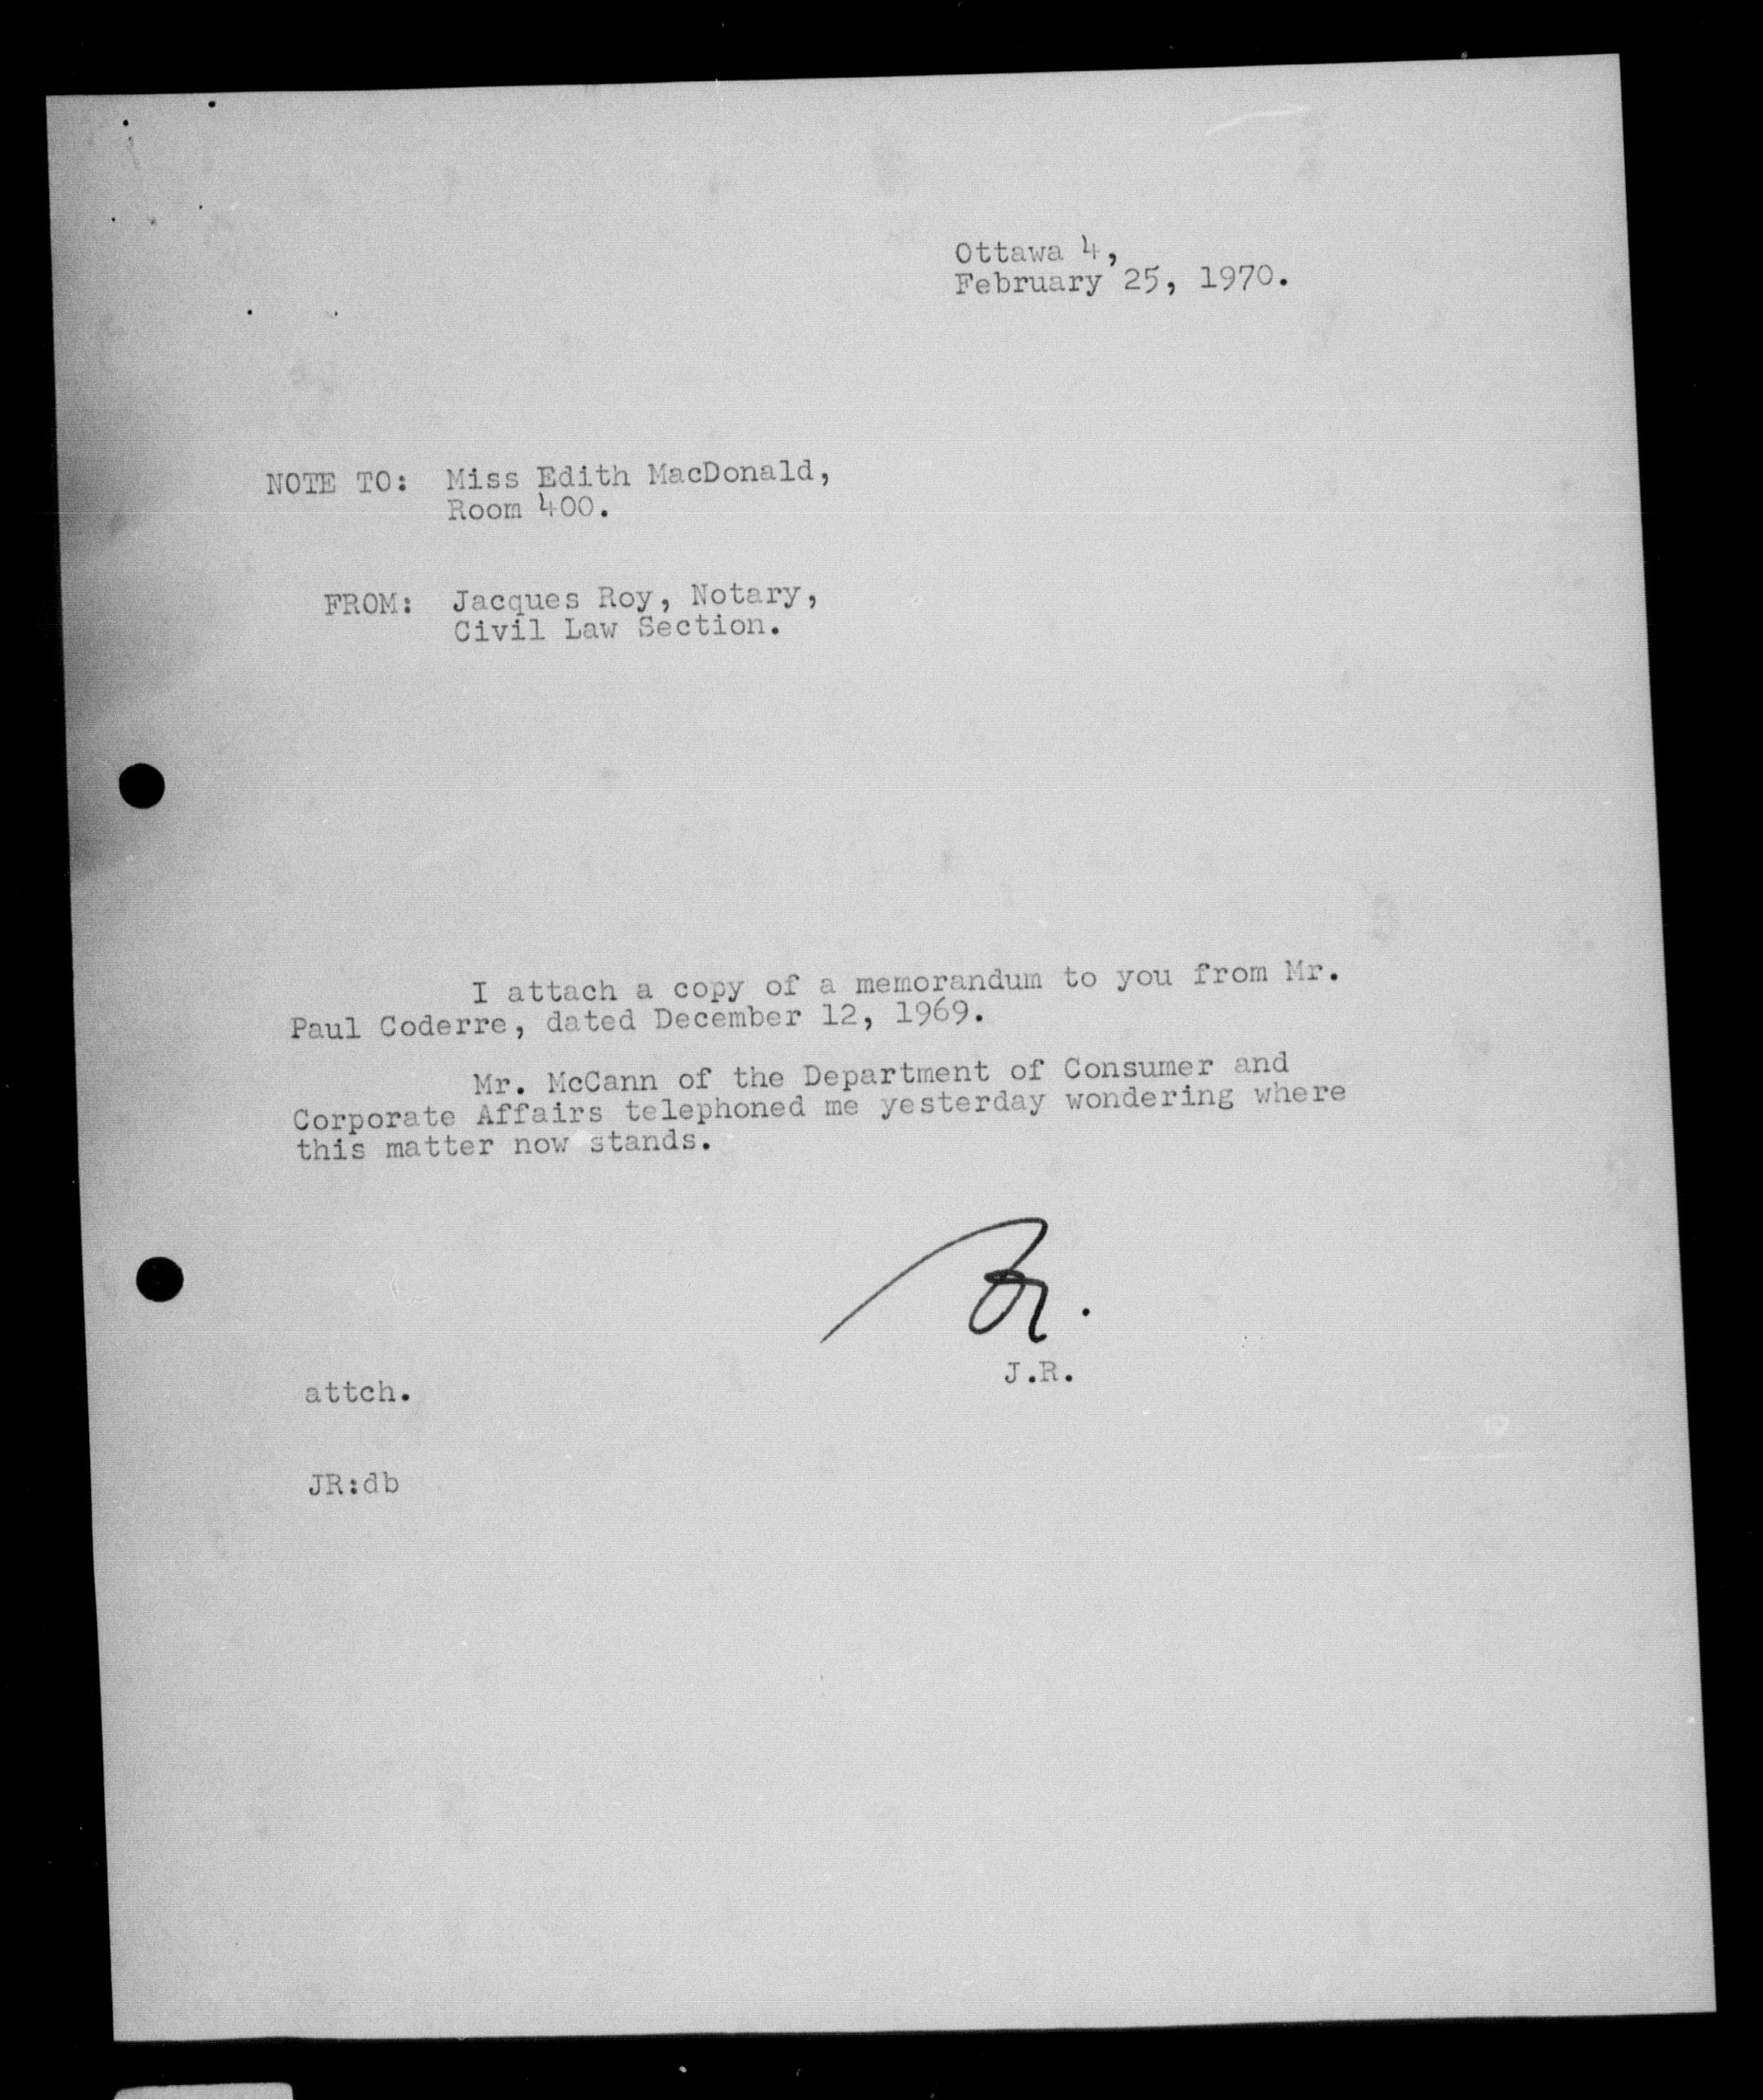 Ottawa 4,
February 25, 1970.
NOTE TO: Miss Edith MacDonald,
Room 400.
FROM: Jacques Roy, Notary,
Civil Law Section.
I attach a copy of a memorandum to you from Mr.
Paul Coderre, dated December 12, 1969.
Mr. McCann of the Department of Consumer and
Corporate Affairs telephoned me yesterday wondering where
this matter now stands.
J.R.
attch.
JR:db